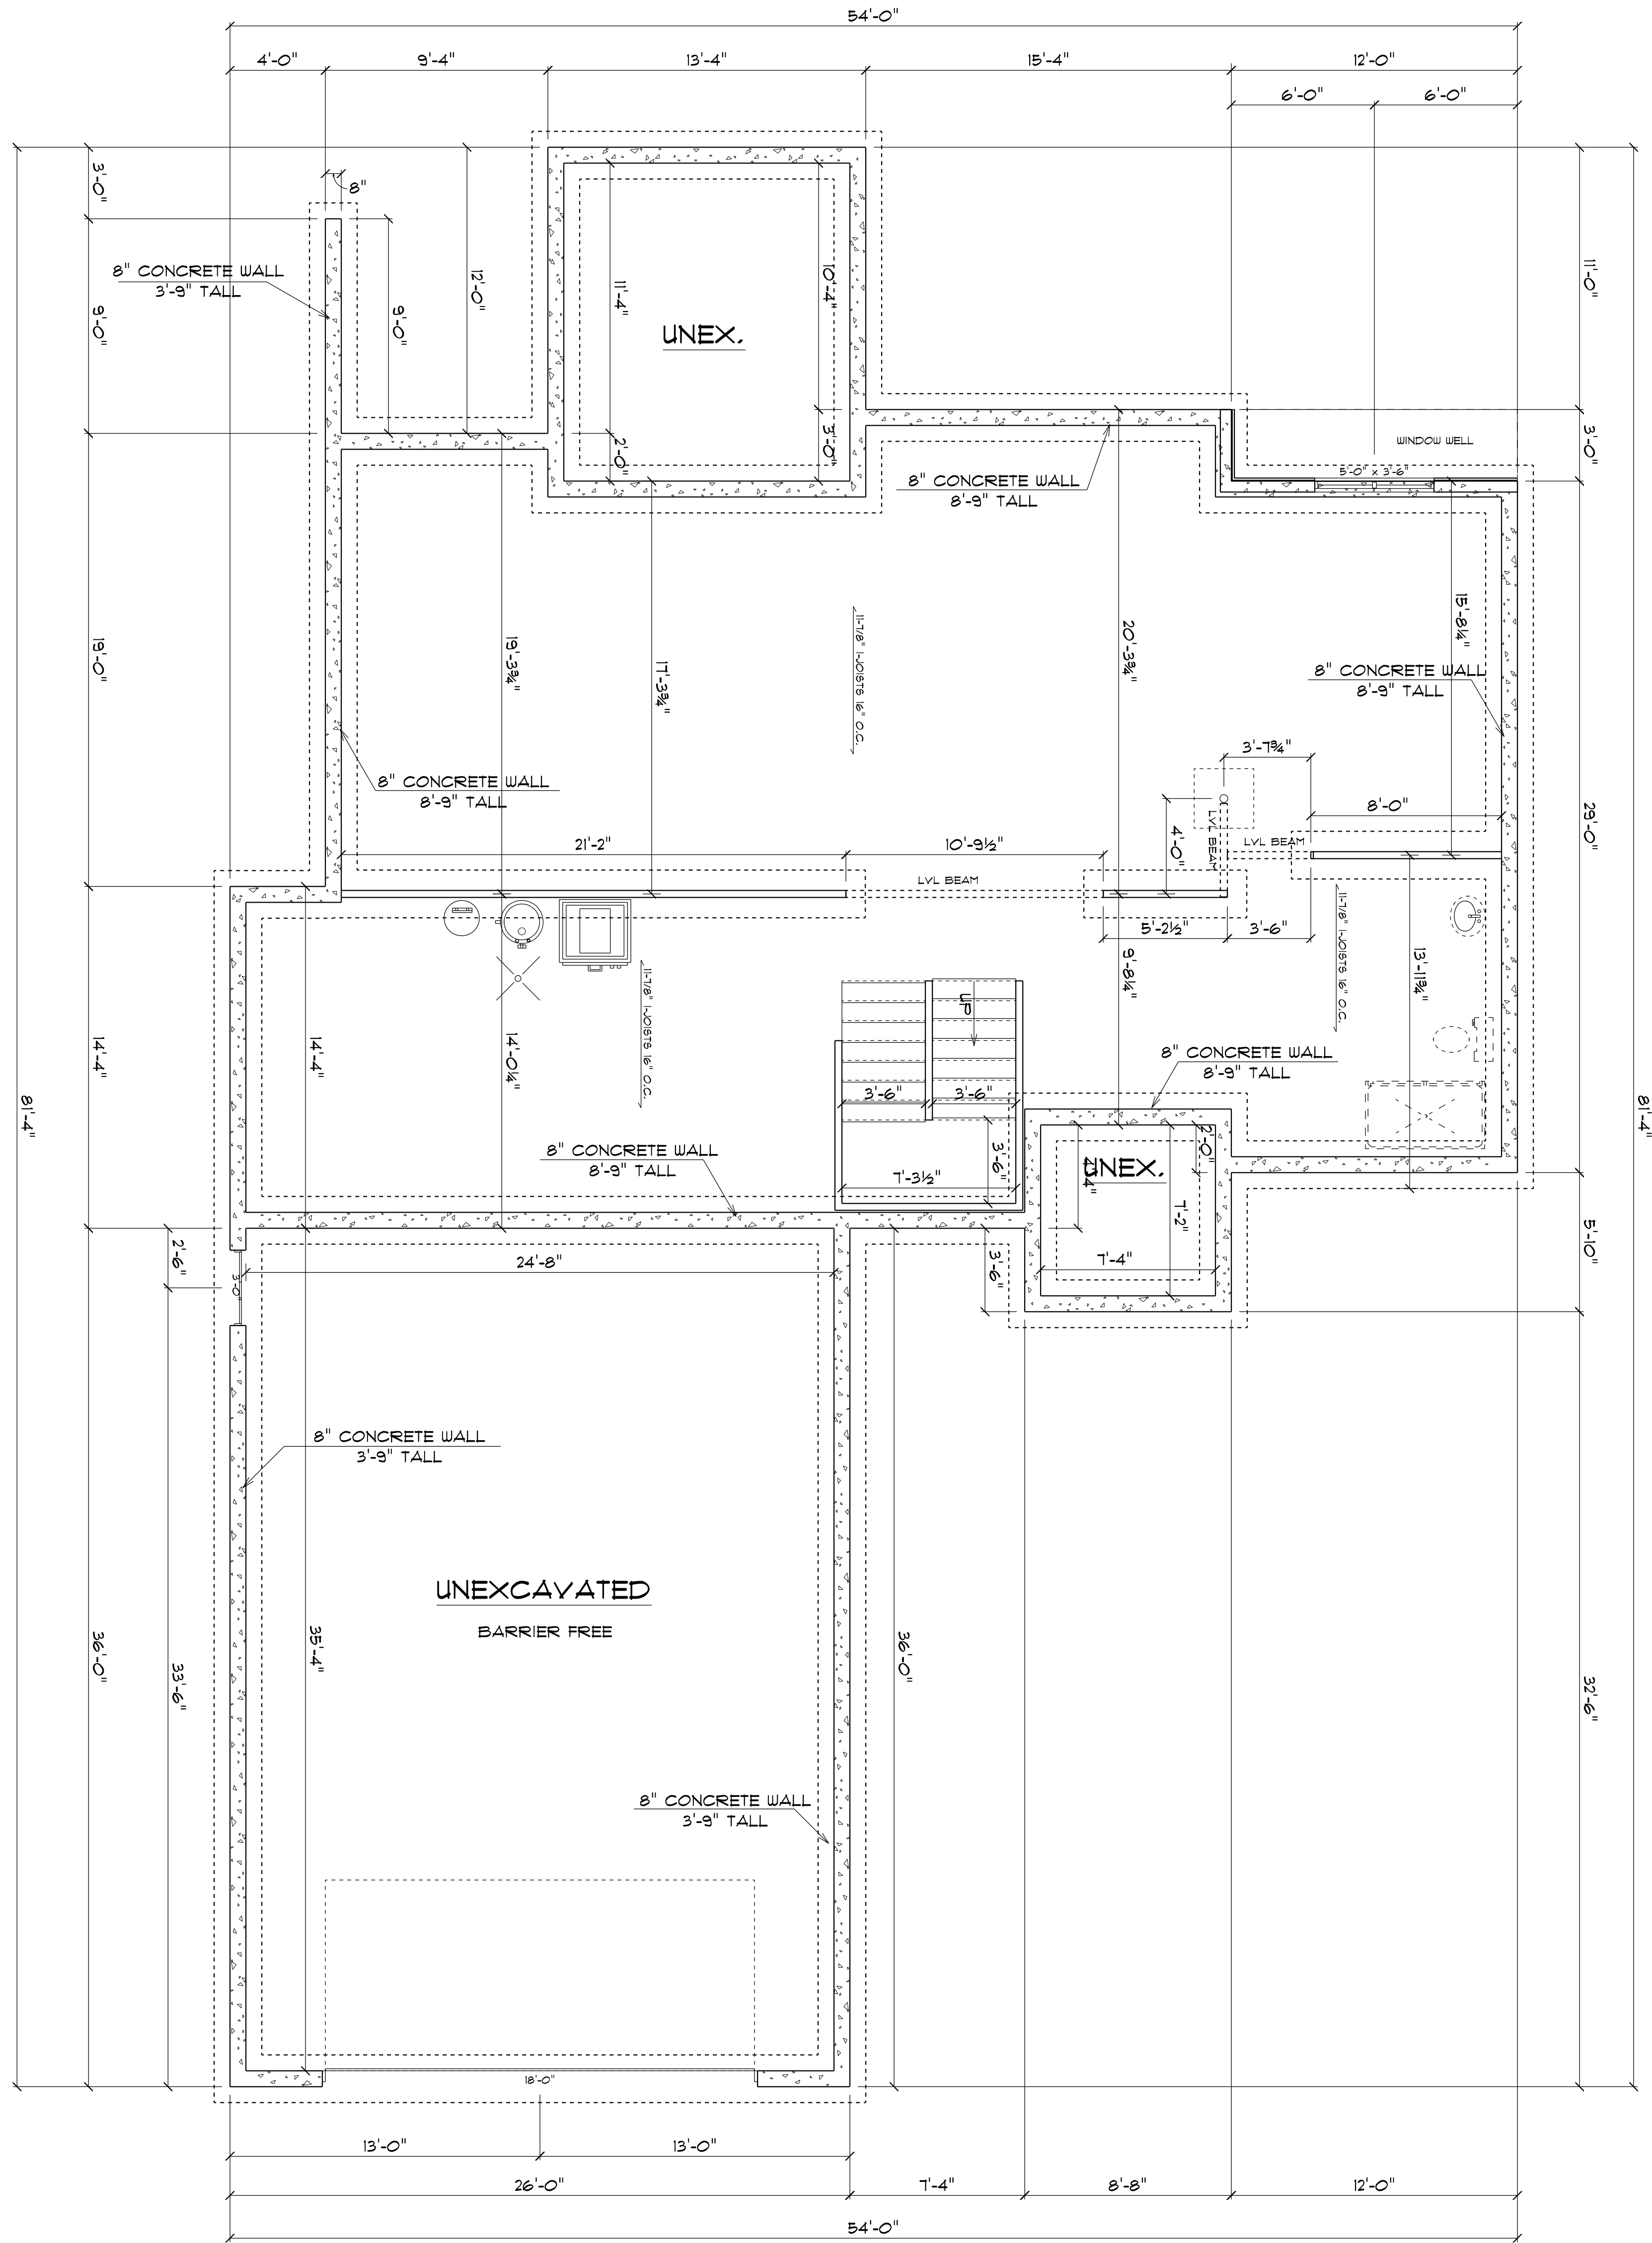 54'-0"
4'-0"
9'-4"
13'-4"
15'-4"
12'-0"
6'-0"
6'-0"
3'-0"
8"
8" CONCRETE WALL
3'-9" TALL
9'-0"
9'-0"
12'-0"
11'-4"
10'-4"
11'-0"
UNEX.
2'-0"
3'-0"
3'-0"
WINDOW WELL
5'-0" x 3'-6"
8" CONCRETE WALL
8'-9" TALL
19'-0"
19'-3¾"
17'-3¾"
11-7/8" I-JOISTS 16" O.C.
20'-3¾"
15'-8¼"
8" CONCRETE WALL
8'-9" TALL
8" CONCRETE WALL
8'-9" TALL
3'-7¾"
8'-0"
29'-0"
21'-2"
10'-9½"
4'-0"
LVL BEAM
LVL BEAM
LVL BEAM
5'-2½"
3'-6"
11-7/8" I-JOISTS 16" O.C.
11-7/8" I-JOISTS 16" O.C.
9'-8¼"
13'-11¾"
UP
14'-4"
14'-4"
14'-0¼"
81'-4"
81'-4"
3'-6"
3'-6"
8" CONCRETE WALL
8'-9" TALL
8" CONCRETE WALL
8'-9" TALL
3'-6"
7'-3½"
UNEX.
4'-4"
2'-0"
7'-2"
7'-4"
5'-10"
2'-6"
3'-0"
24'-8"
3'-6"
8" CONCRETE WALL
3'-9" TALL
UNEXCAVATED
BARRIER FREE
36'-0"
33'-6"
35'-4"
36'-0"
32'-6"
8" CONCRETE WALL
3'-9" TALL
18'-0"
13'-0"
13'-0"
26'-0"
7'-4"
8'-8"
12'-0"
54'-0"